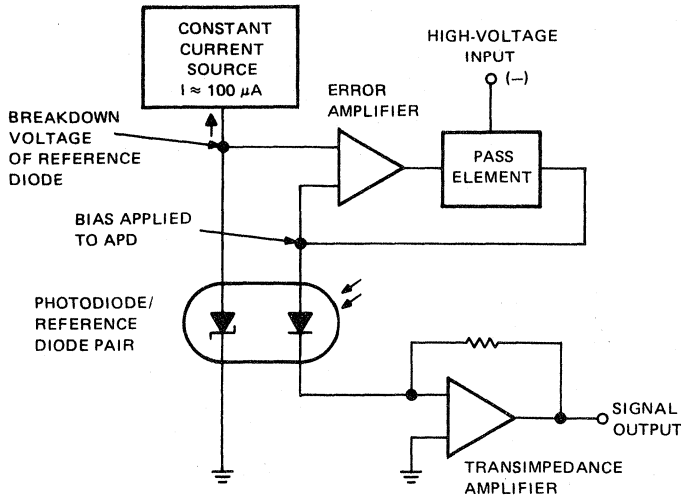 CONSTANT
CURRENT
SOURCE
I ≈ 100 µA
HIGH-VOLTAGE
INPUT
(–)
ERROR
AMPLIFIER
BREAKDOWN
VOLTAGE
OF REFERENCE
DIODE
PASS
ELEMENT
BIAS APPLIED
TO APD
PHOTODIODE/
REFERENCE
DIODE PAIR
SIGNAL
OUTPUT
TRANSIMPEDANCE
AMPLIFIER